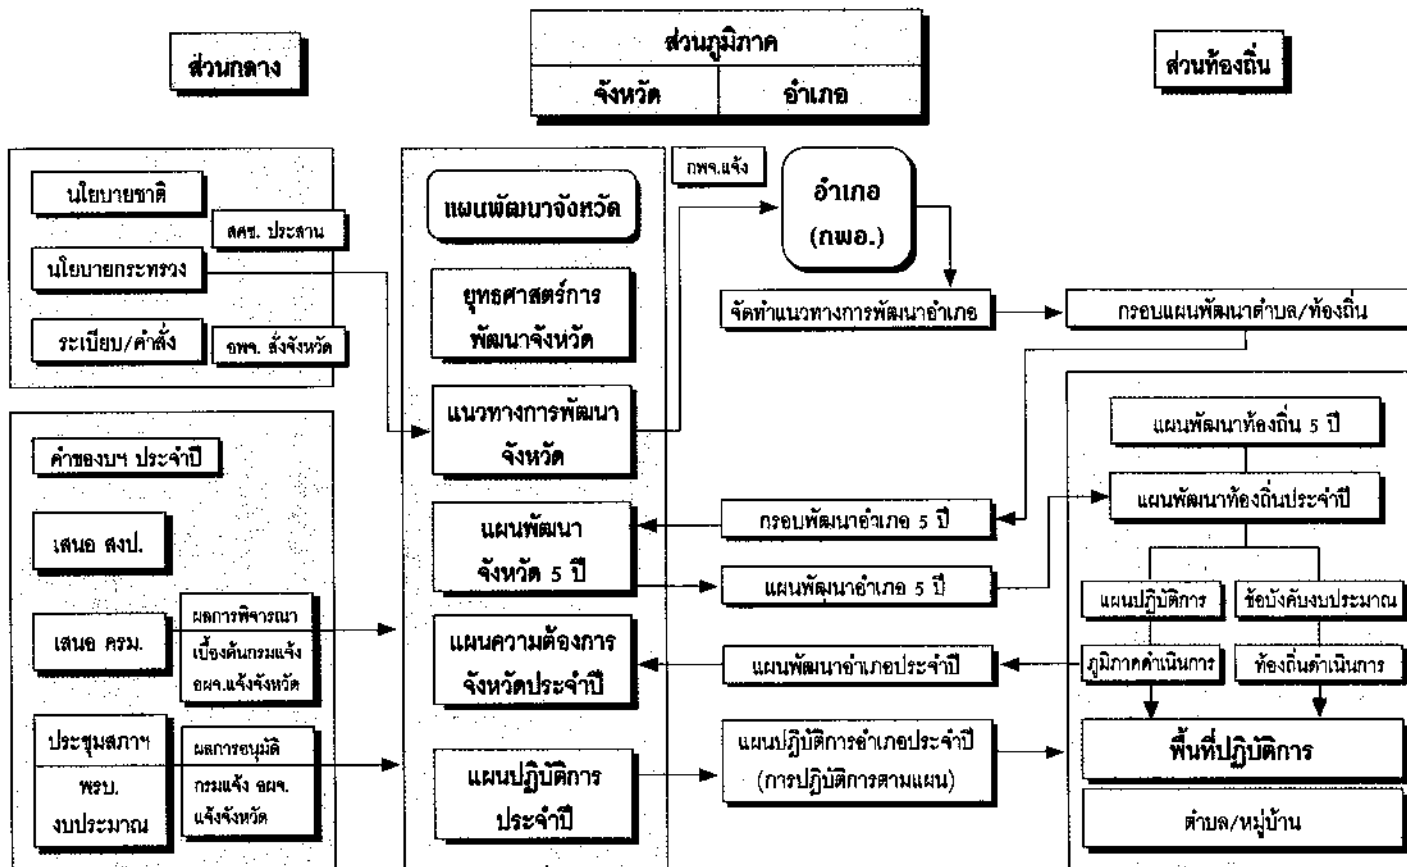 ส่วนกลาง
ส่วนภูมิภาค
จังหวัด
อำเภอ
ส่วนท้องถิ่น
นโยบายชาติ
สศช. ประสาน
นโยบายกระทรวง
ระเบียบ/คำสั่ง
อพจ. สั่งจังหวัด
คำของบฯ ประจำปี
เสนอ สงป.
เสนอ ครม.
ผลการพิจารณา
เบื้องต้นกรมแจ้ง
อผจ.แจ้งจังหวัด
ประชุมสภาฯ
พรบ.
งบประมาณ
ผลการอนุมัติ
กรมแจ้ง อผจ.
แจ้งจังหวัด
แผนพัฒนาจังหวัด
ยุทธศาสตร์การ
พัฒนาจังหวัด
แนวทางการพัฒนา
จังหวัด
แผนพัฒนา
จังหวัด 5 ปี
แผนความต้องการ
จังหวัดประจำปี
แผนปฏิบัติการ
ประจำปี
กพจ.แจ้ง
อำเภอ
(กพอ.)
จัดทำแนวทางการพัฒนาอำเภอ
กรอบพัฒนาอำเภอ 5 ปี
แผนพัฒนาอำเภอ 5 ปี
แผนพัฒนาอำเภอประจำปี
แผนปฏิบัติการอำเภอประจำปี
(การปฏิบัติการตามแผน)
กรอบแผนพัฒนาตำบล/ท้องถิ่น
แผนพัฒนาท้องถิ่น 5 ปี
แผนพัฒนาท้องถิ่นประจำปี
แผนปฏิบัติการ
ข้อบังคับงบประมาณ
ภูมิภาคดำเนินการ
ท้องถิ่นดำเนินการ
พื้นที่ปฏิบัติการ
ตำบล/หมู่บ้าน